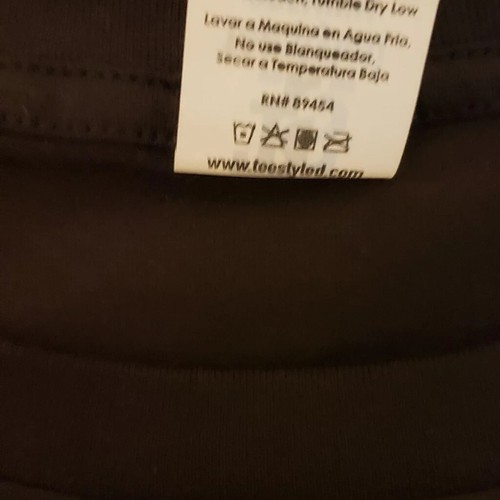 Tumble Dry Low
Lavar a Maquina en Agua Fria,
No use Blanqueador,
Secar a Temperatura Baja
RN# 89454
www.teestyled.com